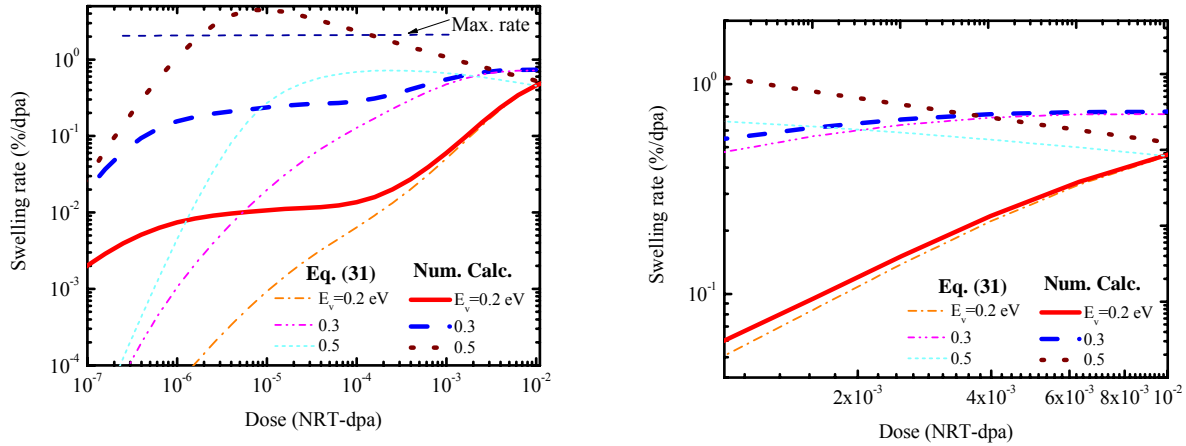 Max. rate
10^0
10^-1
10^-2
10^-3
10^-4
Swelling rate (%/dpa)
Eq. (31) Num. Calc.
E_v=0.2 eV E_v=0.2 eV
0.3 0.3
0.5 0.5
10^-7 10^-6 10^-5 10^-4 10^-3 10^-2
Dose (NRT-dpa)
10^0
10^-1
Swelling rate (%/dpa)
Eq. (31) Num. Calc.
E_v=0.2 eV E_v=0.2 eV
0.3 0.3
0.5 0.5
2x10^-3 4x10^-3 6x10^-3 8x10^-3 10^-2
Dose (NRT-dpa)